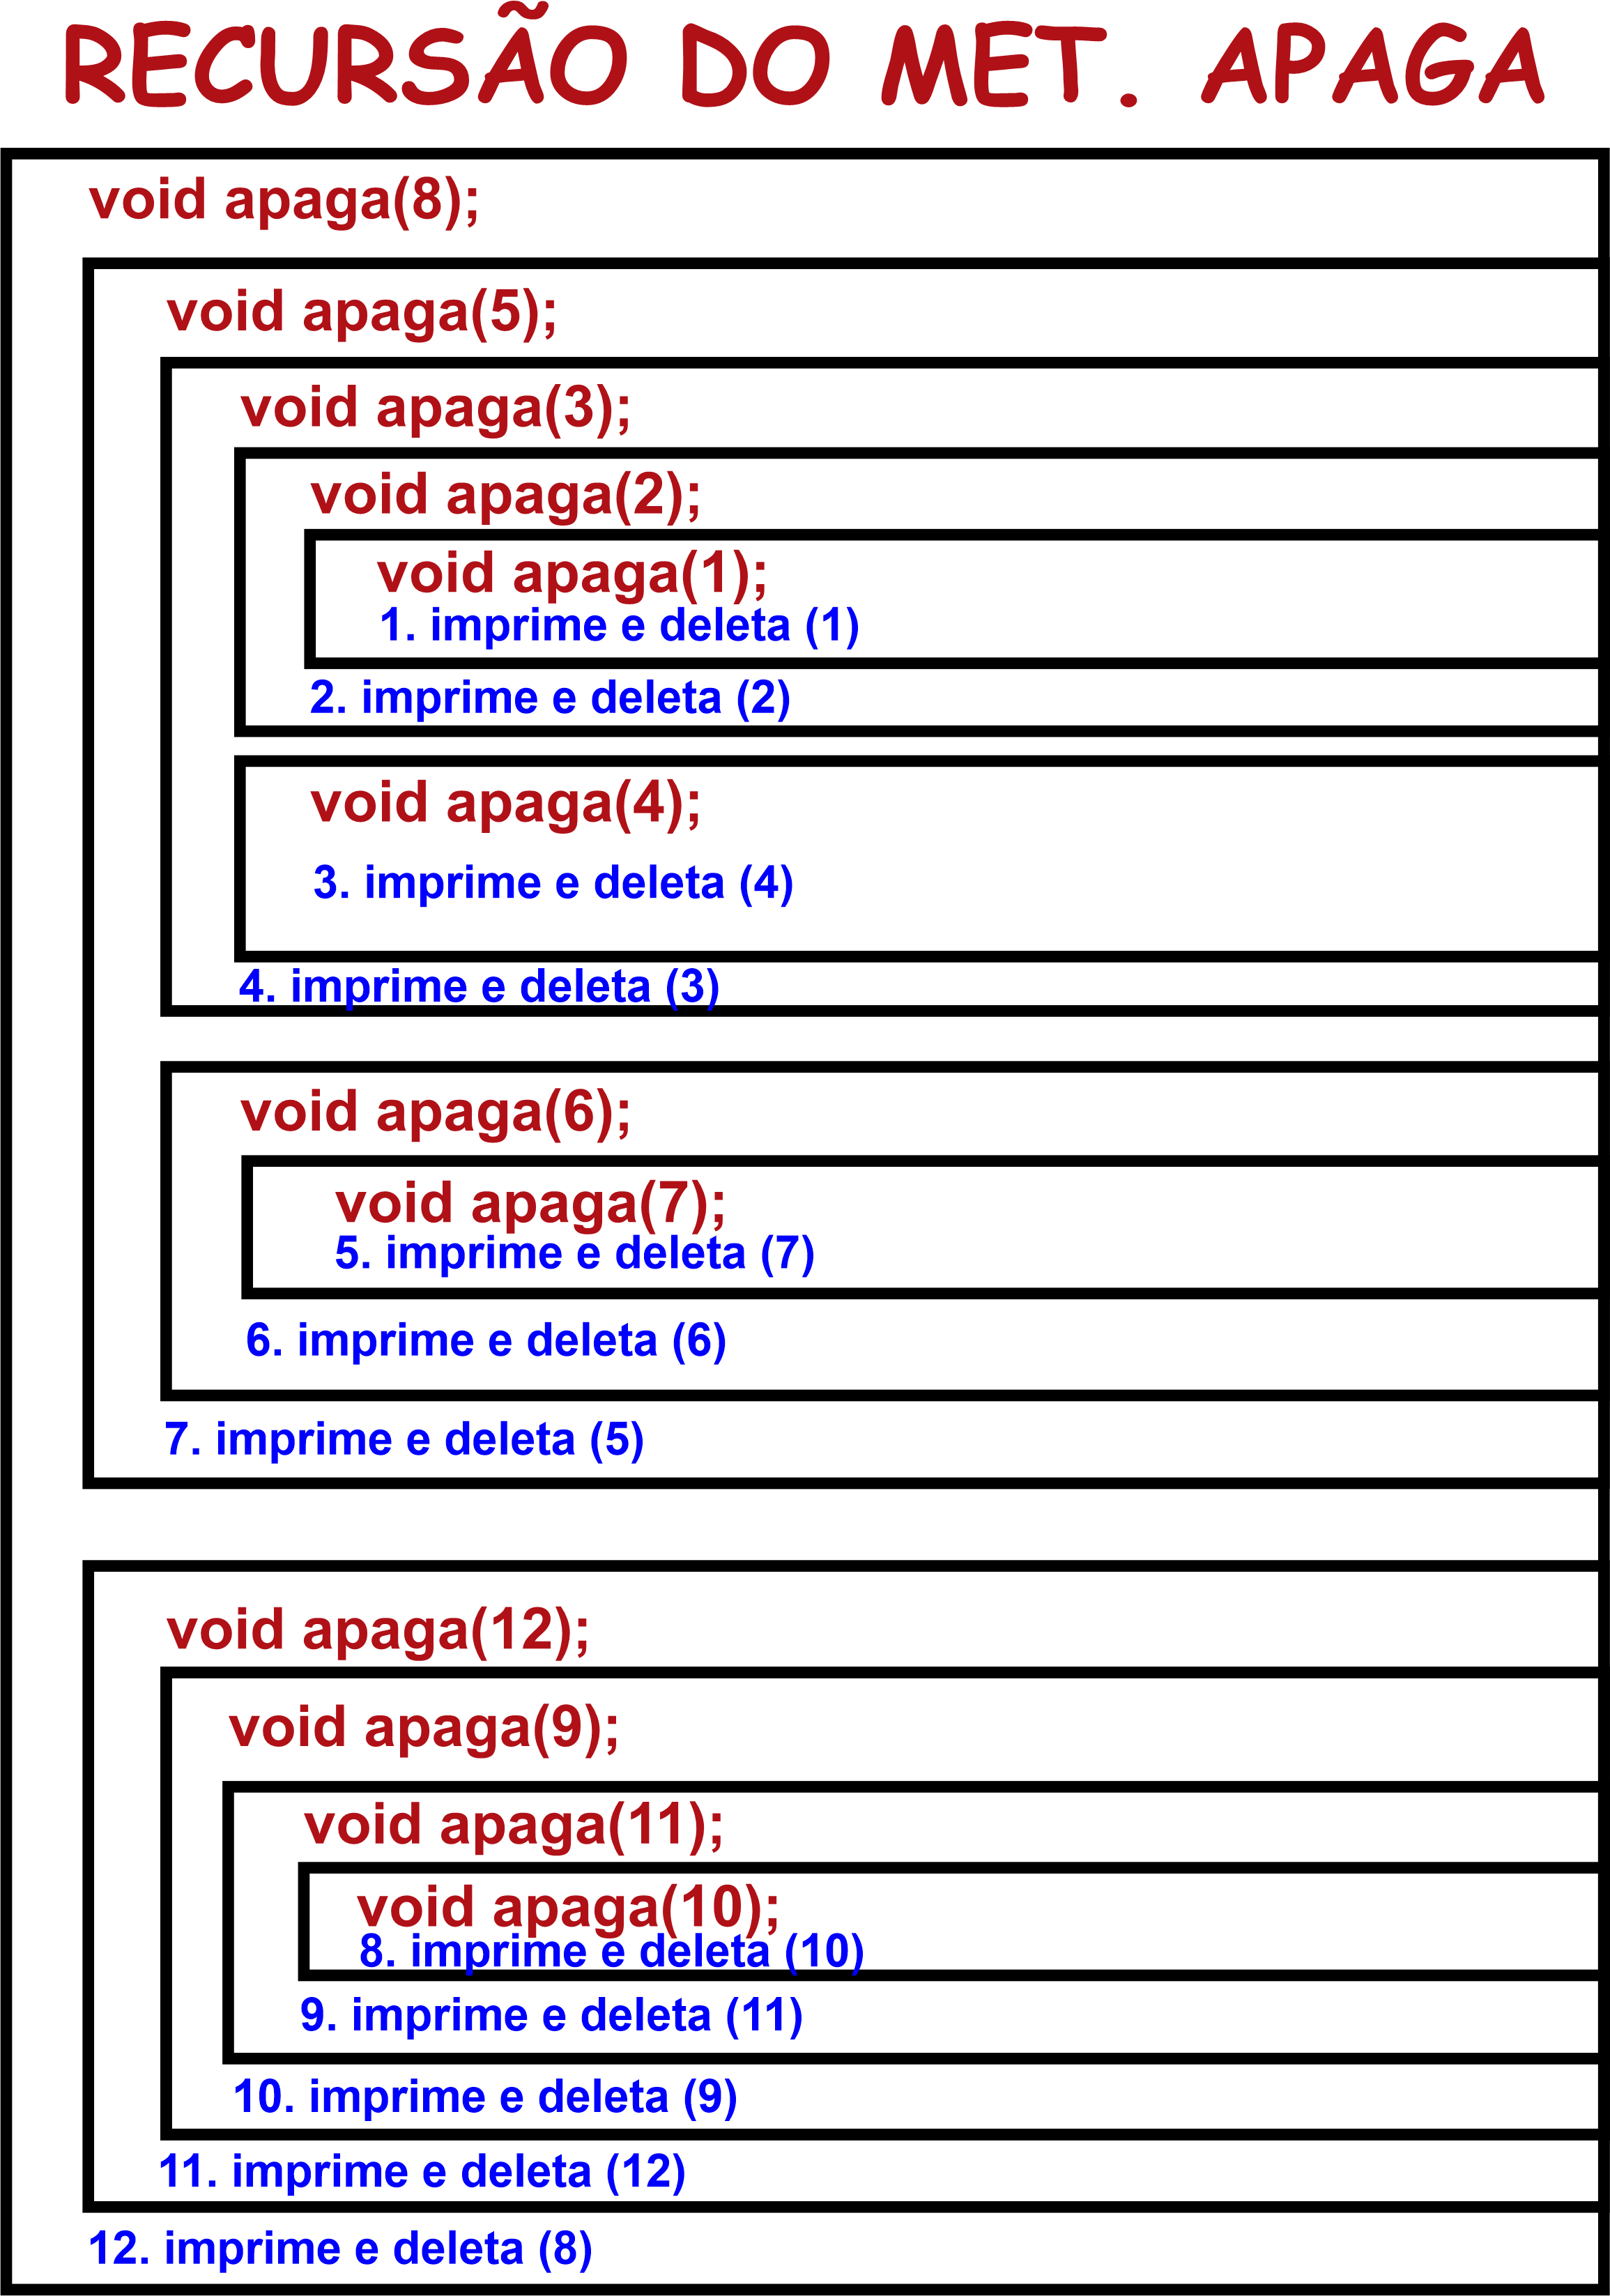 RECURSÃO DO MET. APAGA
void apaga(8);
void apaga(5);
void apaga(3);
void apaga(2);
void apaga(1);
1. imprime e deleta (1)
2. imprime e deleta (2)
void apaga(4);
3. imprime e deleta (4)
4. imprime e deleta (3)
void apaga(6);
void apaga(7);
5. imprime e deleta (7)
6. imprime e deleta (6)
7. imprime e deleta (5)
void apaga(12);
void apaga(9);
void apaga(11);
void apaga(10);
8. imprime e deleta (10)
9. imprime e deleta (11)
10. imprime e deleta (9)
11. imprime e deleta (12)
12. imprime e deleta (8)